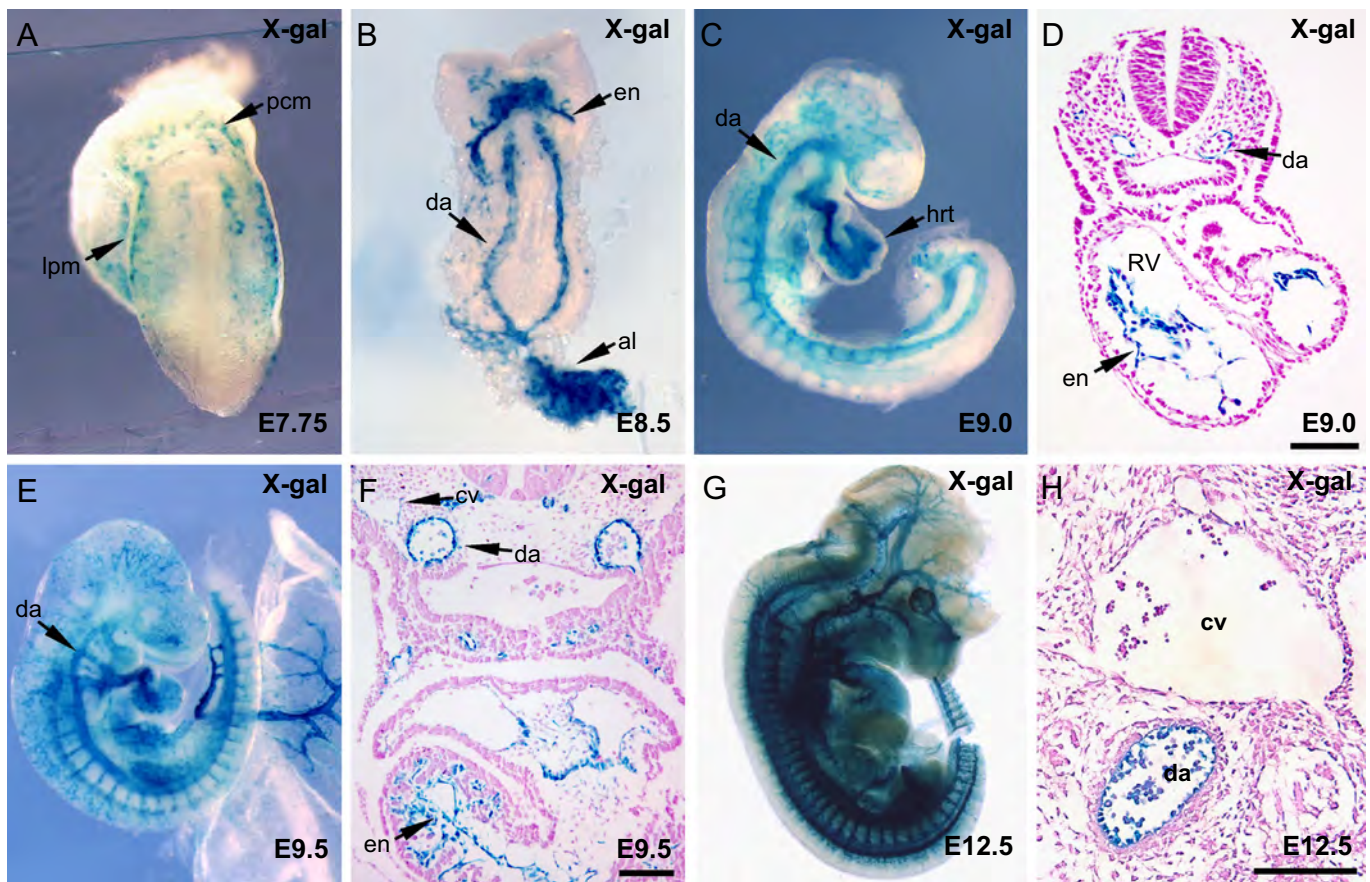 A
X-gal
pcm
lpm
E7.75
B
X-gal
en
da
al
E8.5
C
X-gal
da
hrt
E9.0
D
X-gal
da
RV
en
E9.0
E
X-gal
da
E9.5
F
X-gal
cv
da
en
E9.5
G
X-gal
E12.5
H
X-gal
cv
da
E12.5